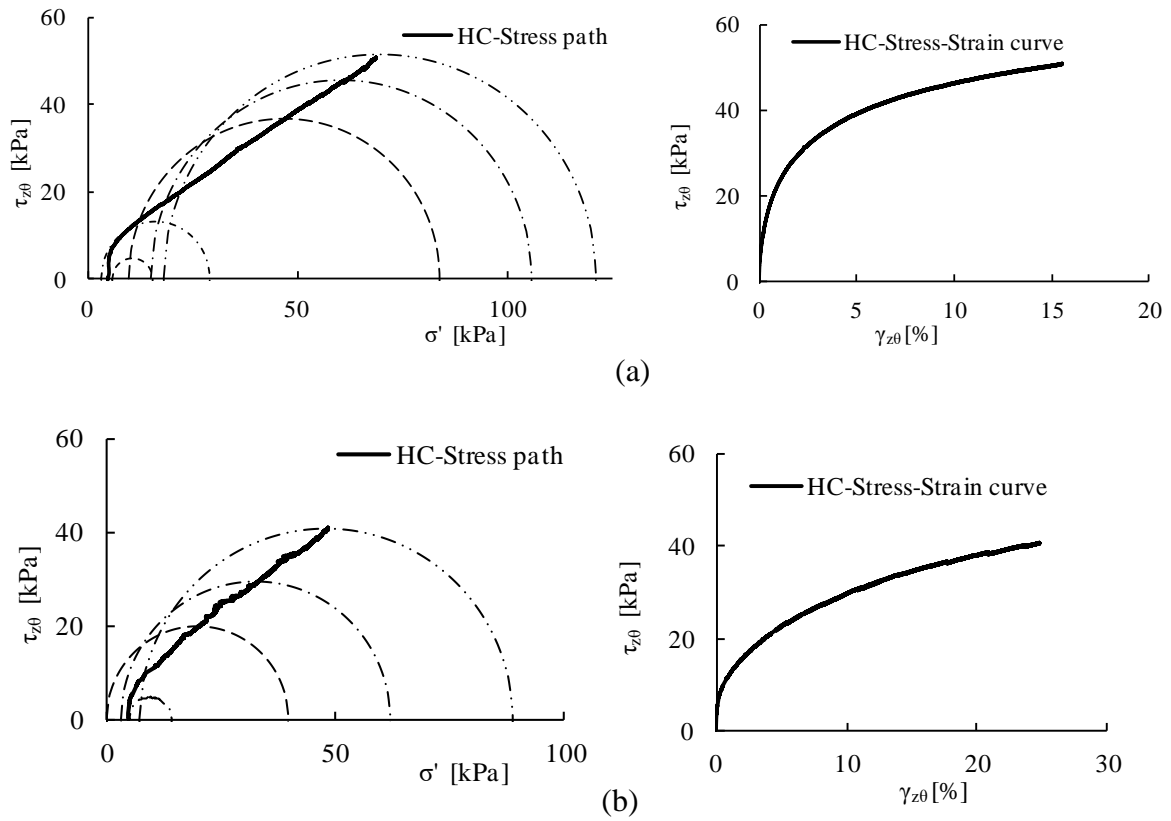 60
40
20
0
τzθ [kPa]
HC-Stress path
0
50
100
σ' [kPa]
60
40
20
0
τzθ [kPa]
HC-Stress-Strain curve
0
5
10
15
20
γzθ [%]
(a)
60
40
20
0
τzθ [kPa]
HC-Stress path
0
50
100
σ' [kPa]
60
40
20
0
τzθ [kPa]
HC-Stress-Strain curve
0
10
20
30
γzθ [%]
(b)